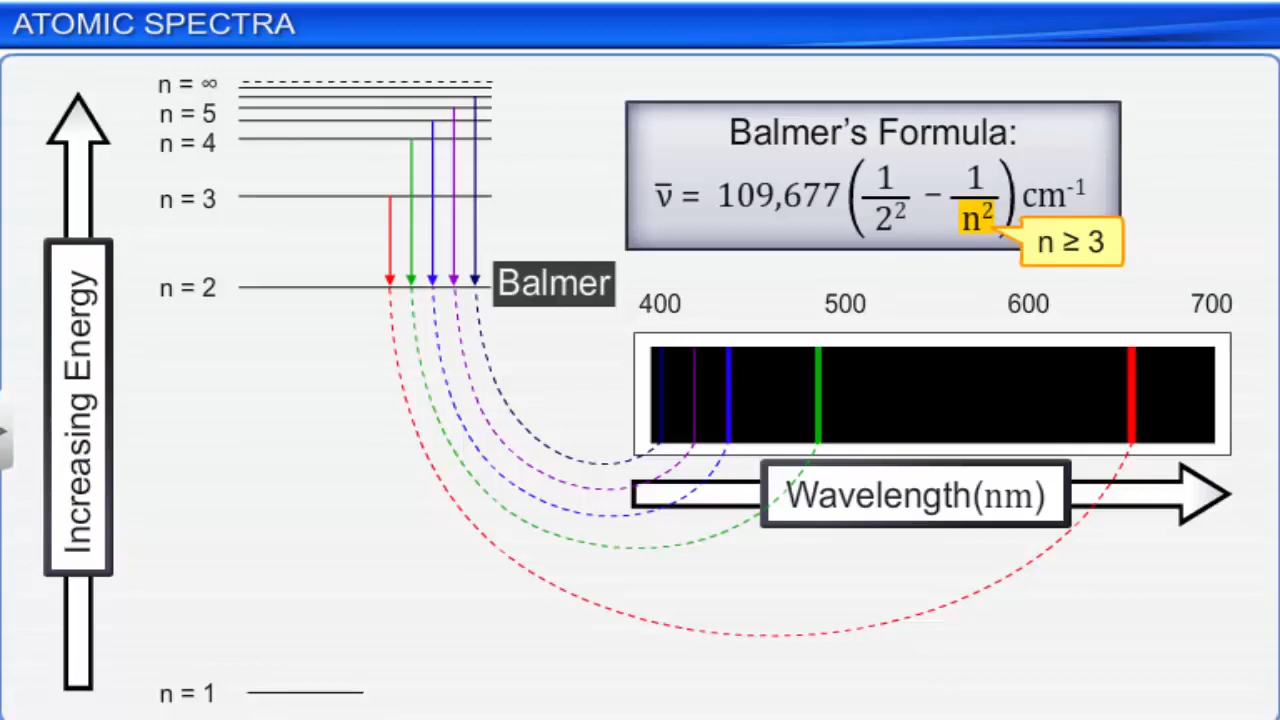 ATOMIC SPECTRA
n = ∞
n = 5
n = 4
n = 3
n = 2
n = 1
Increasing Energy
Balmer
Balmer’s Formula:
ν̅ = 109,677 (1/2² − 1/n²) cm⁻¹
n ≥ 3
400 500 600 700
Wavelength(nm)